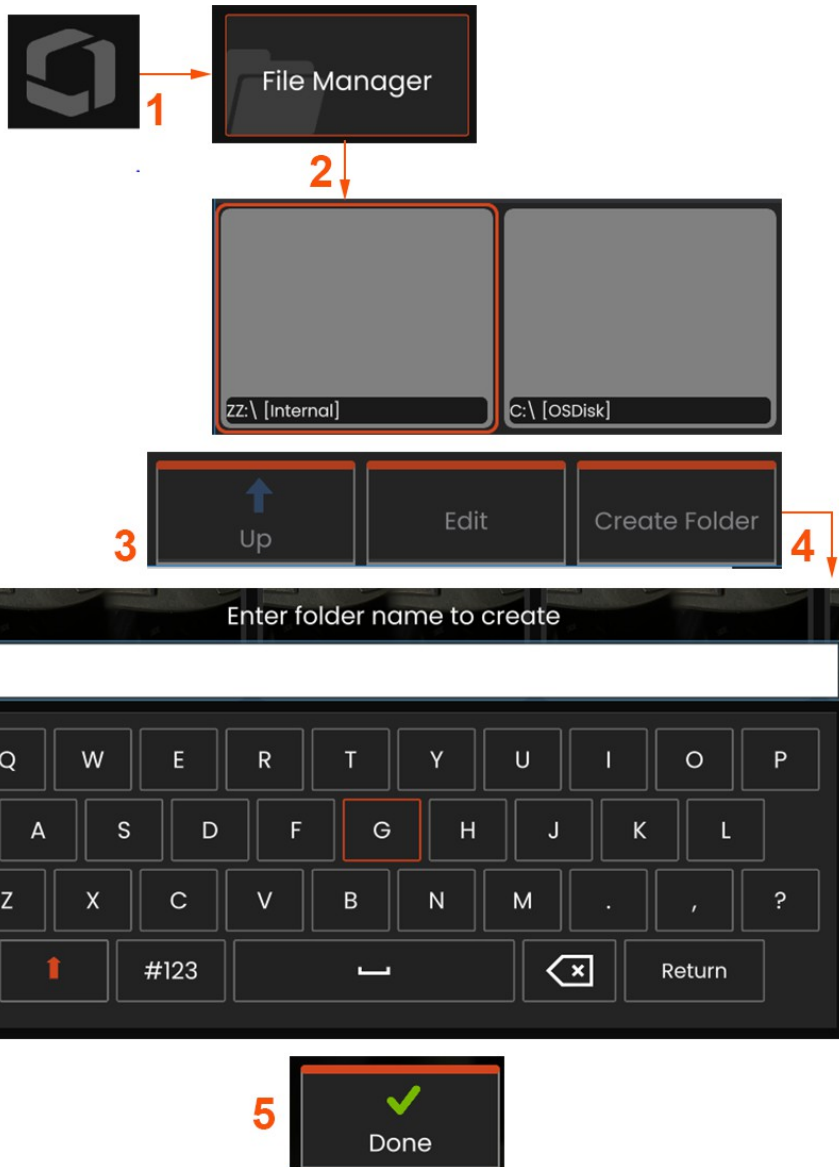 1
File Manager
2
ZZ:\ [Internal]
C:\ [OSDisk]
3
Up
Edit
Create Folder
4
Enter folder name to create
Q W E R T Y U I O P
A S D F G H J K L
Z X C V B N M . , ?
#123
Return
5
Done